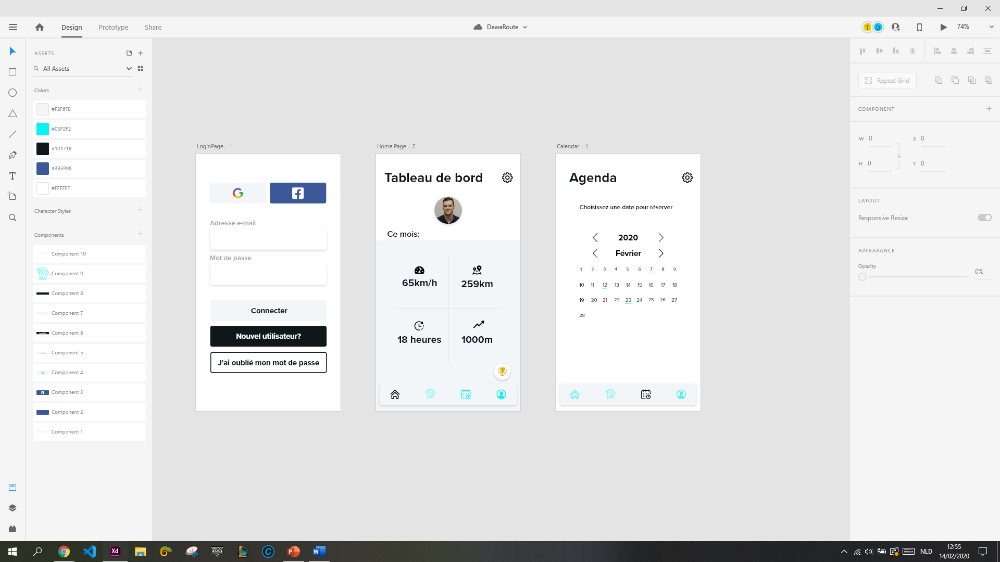 Design
Prototype
Share
DewaRoute
T
D
74%
ASSETS
All Assets
Colors
#F2F6F8
#05F2F2
#10171B
#3B5998
#FFFFFF
Character Styles
Components
Component 10
Component 9
Component 8
Component 7
Component 6
Component 5
Component 4
Component 3
Component 2
Component 1
LoginPage – 1
Adresse e-mail
Mot de passe
Connecter
Nouvel utilisateur?
J'ai oublié mon mot de passe
Home Page – 2
Tableau de bord
Ce mois:
65km/h
259km
18 heures
1000m
Calendar – 1
Agenda
Choisissez une date pour réserver
2020
Février
1 2 3 4 5 6 7 8 9
10 11 12 13 14 15 16 17 18
19 20 21 22 23 24 25 26 27
28
Repeat Grid
COMPONENT
W 0 X 0
H 0 Y 0
LAYOUT
Responsive Resize
APPEARANCE
Opacity
0%
Xd
NLD
12:55
14/02/2020